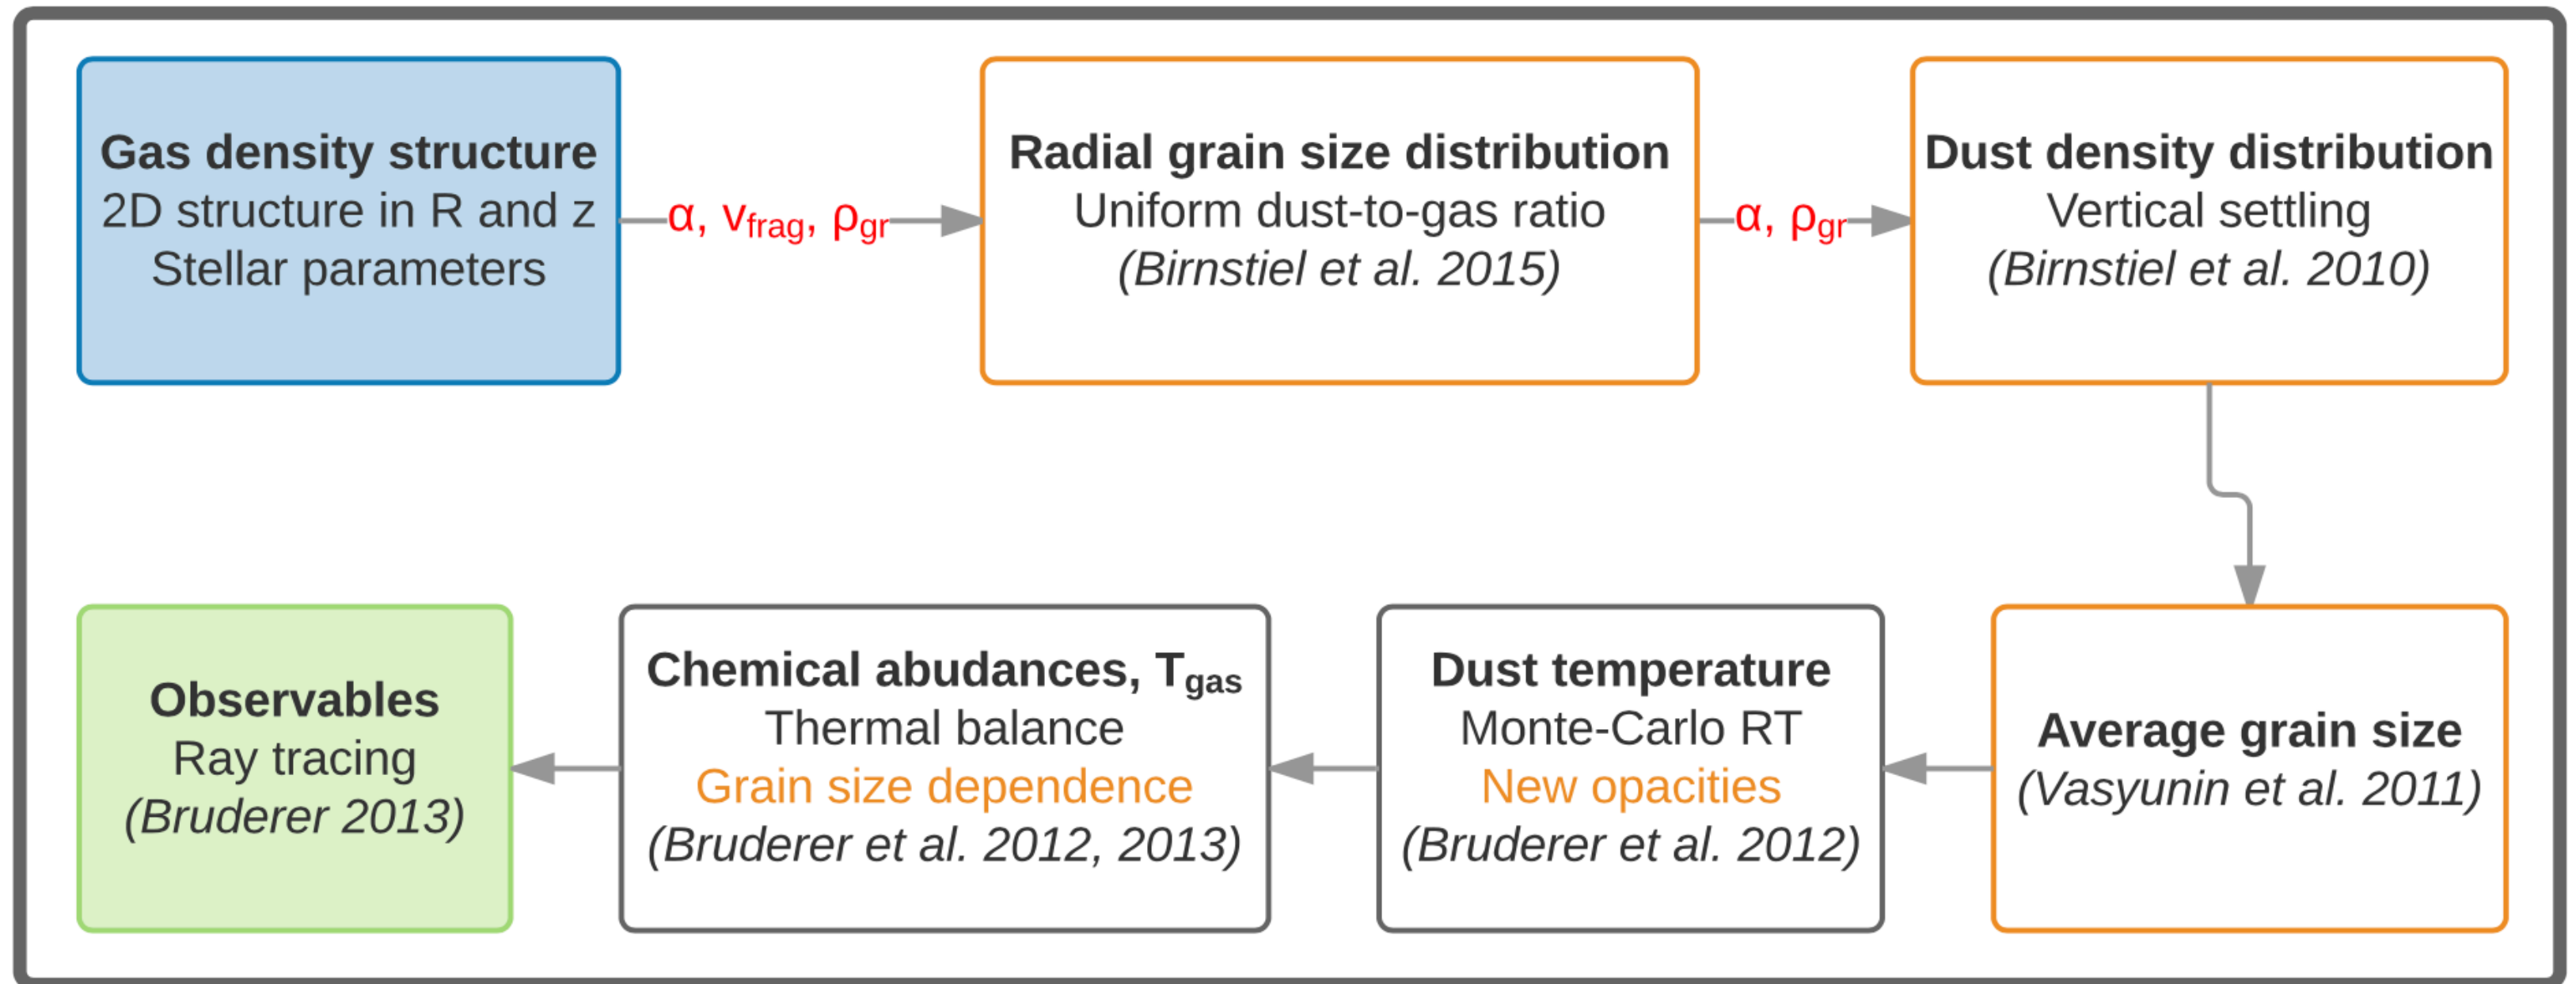 Gas density structure
2D structure in R and z
Stellar parameters
α, vfrag, ρgr
Radial grain size distribution
Uniform dust-to-gas ratio
(Birnstiel et al. 2015)
α, ρgr
Dust density distribution
Vertical settling
(Birnstiel et al. 2010)
Average grain size
(Vasyunin et al. 2011)
Dust temperature
Monte-Carlo RT
New opacities
(Bruderer et al. 2012)
Chemical abudances, Tgas
Thermal balance
Grain size dependence
(Bruderer et al. 2012, 2013)
Observables
Ray tracing
(Bruderer 2013)